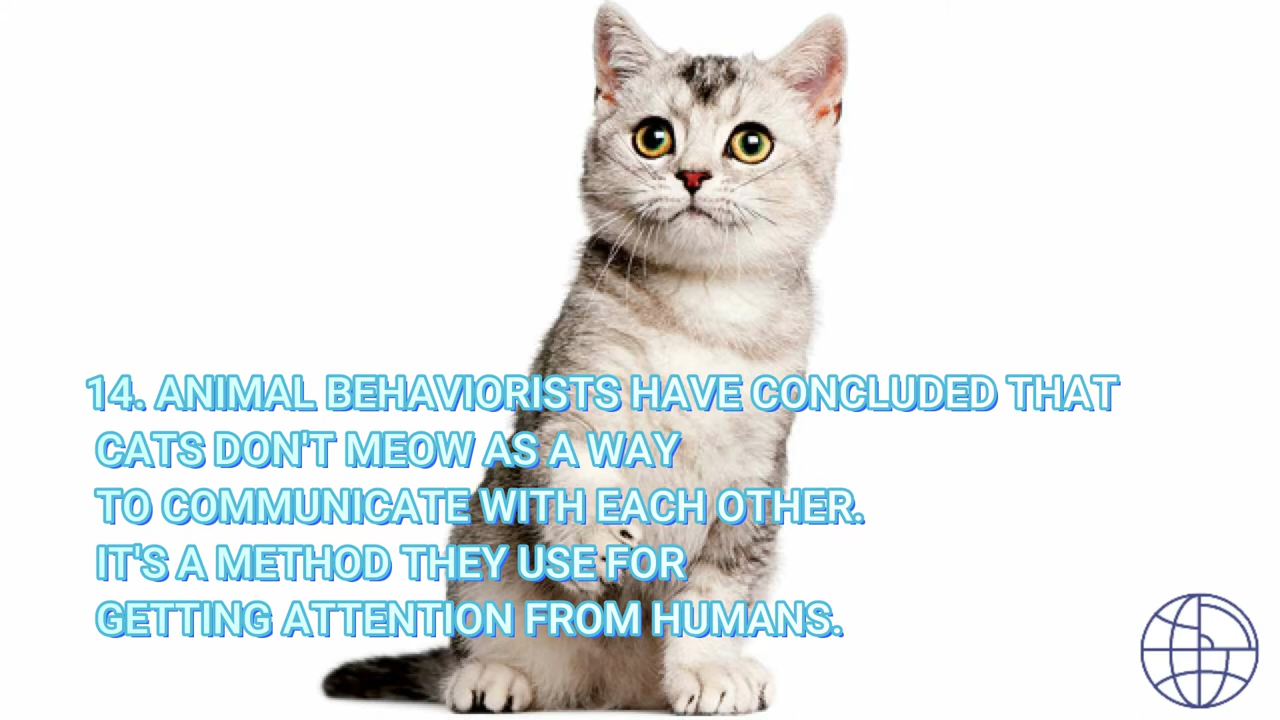 14. ANIMAL BEHAVIORISTS HAVE CONCLUDED THAT
CATS DON'T MEOW AS A WAY
TO COMMUNICATE WITH EACH OTHER.
IT'S A METHOD THEY USE FOR
GETTING ATTENTION FROM HUMANS.